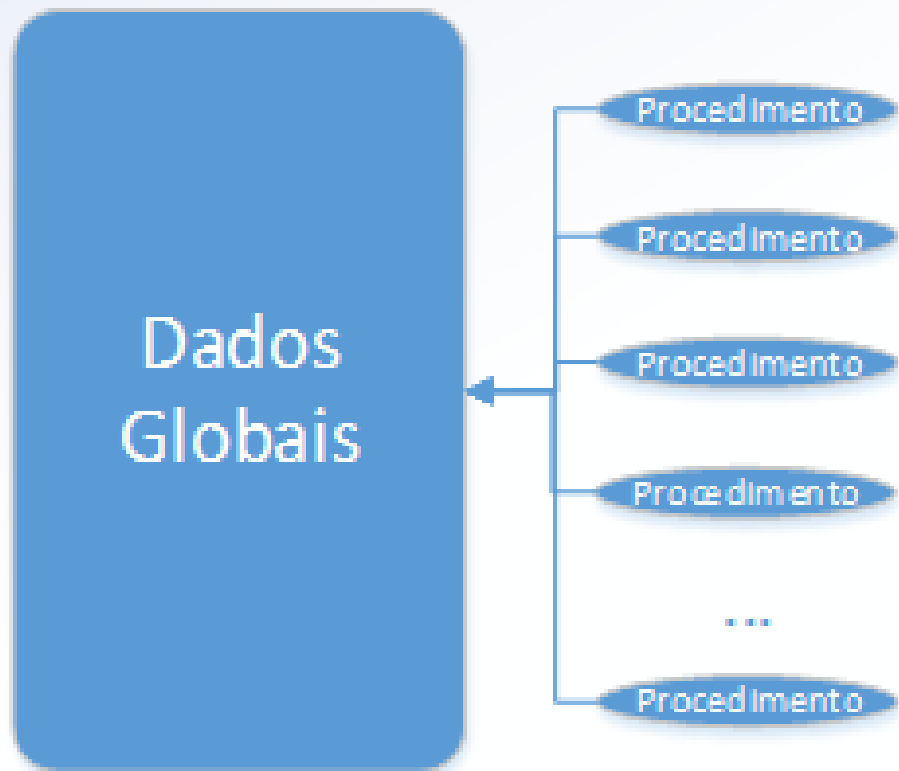 Dados
Globais
Procedimento
Procedimento
Procedimento
Procedimento
...
Procedimento